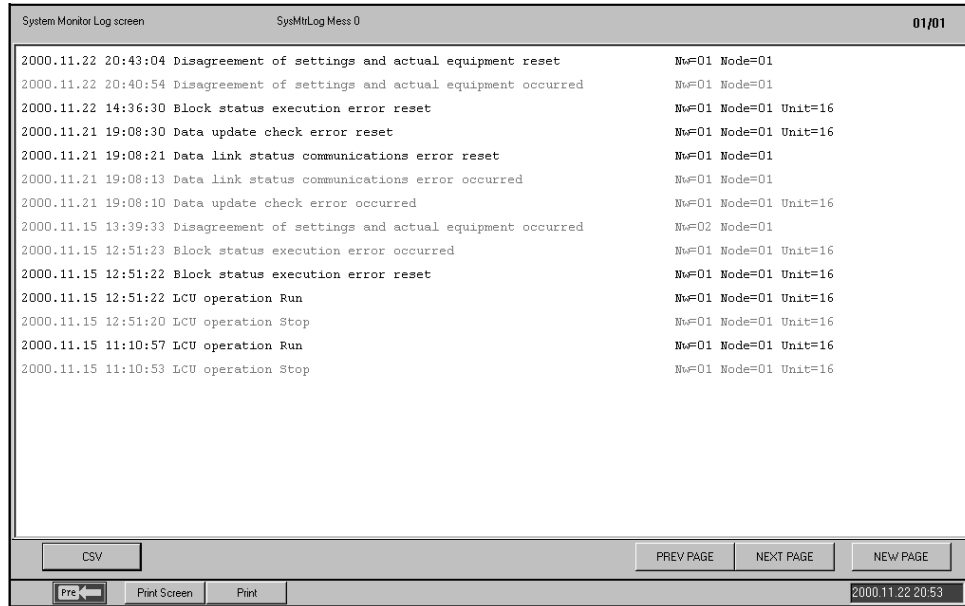 System Monitor Log screen SysMtrLog Mess 0 01/01
2000.11.22 20:43:04 Disagreement of settings and actual equipment reset Nw=01 Node=01
2000.11.22 20:40:54 Disagreement of settings and actual equipment occurred Nw=01 Node=01
2000.11.22 14:36:30 Block status execution error reset Nw=01 Node=01 Unit=16
2000.11.21 19:08:30 Data update check error reset Nw=01 Node=01 Unit=16
2000.11.21 19:08:21 Data link status communications error reset Nw=01 Node=01
2000.11.21 19:08:13 Data link status communications error occurred Nw=01 Node=01
2000.11.21 19:08:10 Data update check error occurred Nw=01 Node=01 Unit=16
2000.11.15 13:39:33 Disagreement of settings and actual equipment occurred Nw=02 Node=01
2000.11.15 12:51:23 Block status execution error occurred Nw=01 Node=01 Unit=16
2000.11.15 12:51:22 Block status execution error reset Nw=01 Node=01 Unit=16
2000.11.15 12:51:22 LCU operation Run Nw=01 Node=01 Unit=16
2000.11.15 12:51:20 LCU operation Stop Nw=01 Node=01 Unit=16
2000.11.15 11:10:57 LCU operation Run Nw=01 Node=01 Unit=16
2000.11.15 11:10:53 LCU operation Stop Nw=01 Node=01 Unit=16
CSV PREV PAGE NEXT PAGE NEW PAGE
Pre Print Screen Print 2000.11.22 20:53